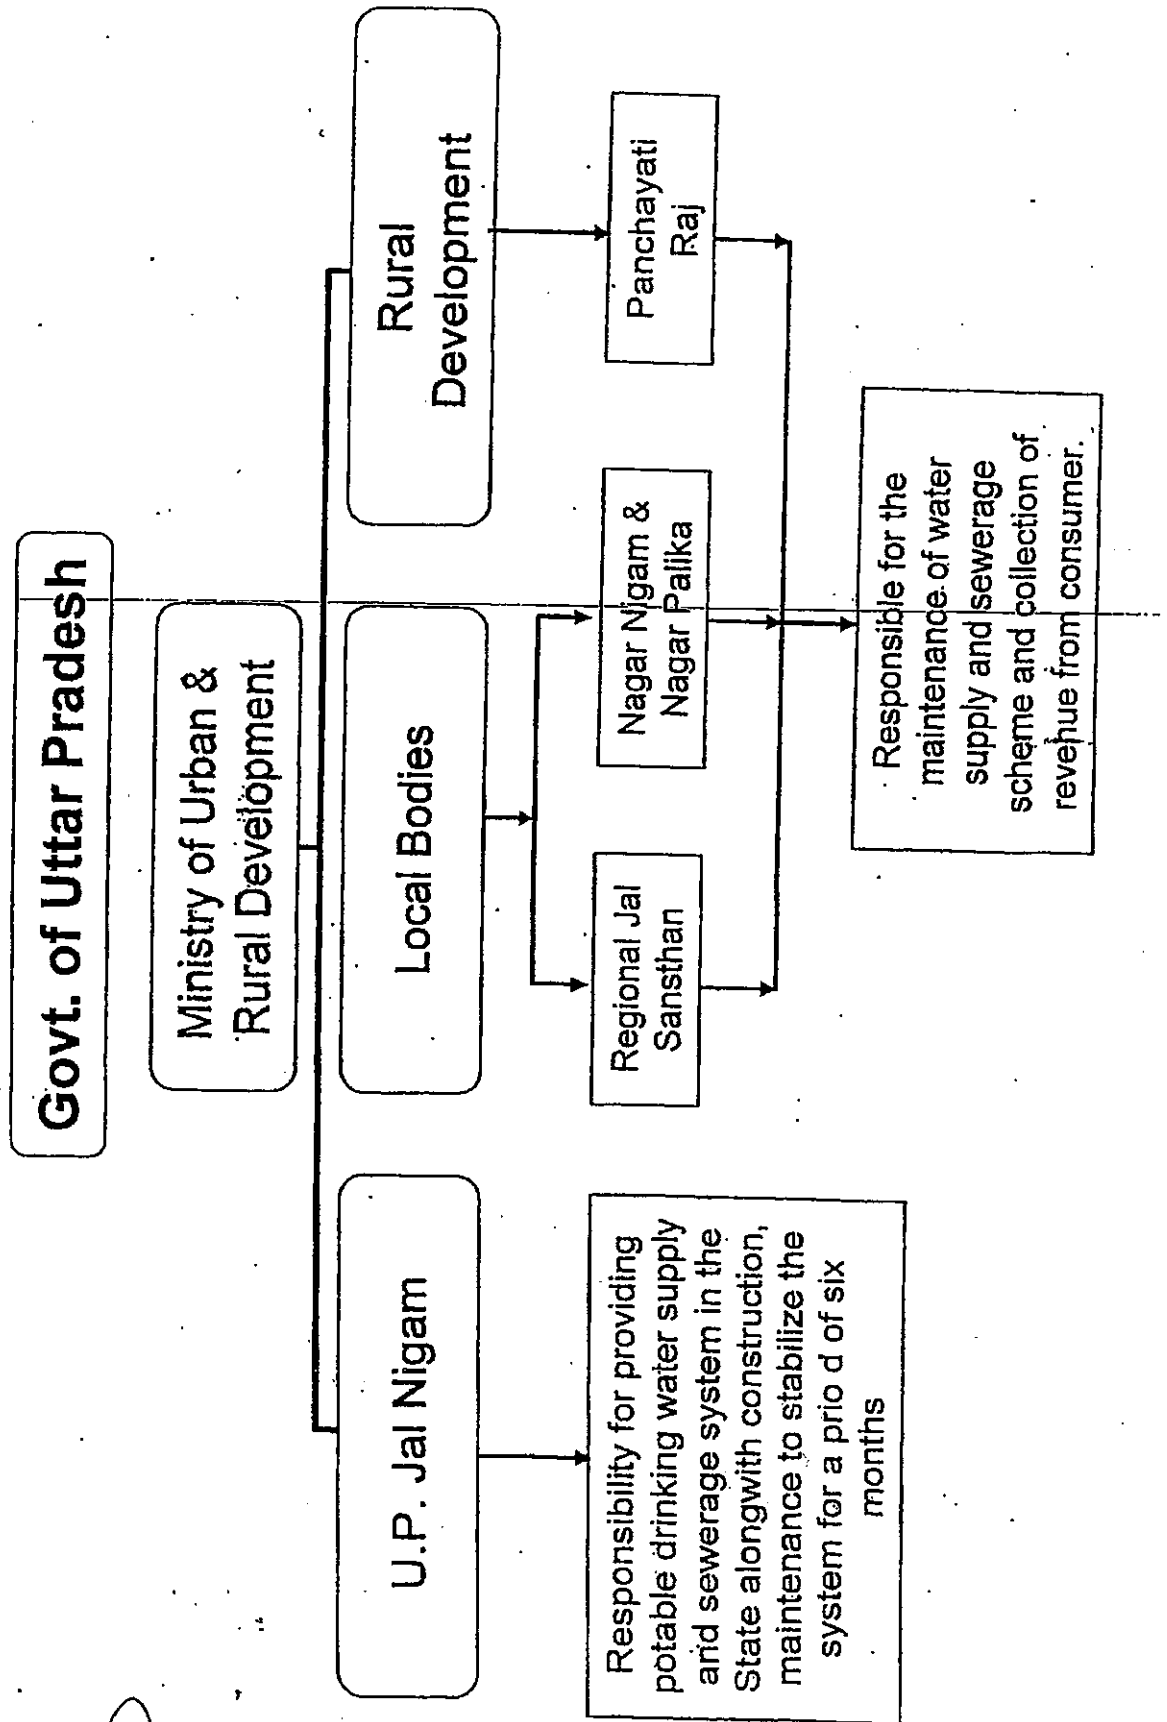 Govt. of Uttar Pradesh
Ministry of Urban &
Rural Development
U.P. Jal Nigam
Local Bodies
Rural
Development
Regional Jal
Sansthan
Nagar Nigam &
Nagar Palika
Panchayati
Raj
Responsibility for providing
potable drinking water supply
and sewerage system in the
State alongwith construction,
maintenance to stabilize the
system for a prio d of six
months
Responsible for the
maintenance of water
supply and sewerage
scheme and collection of
revenue from consumer.